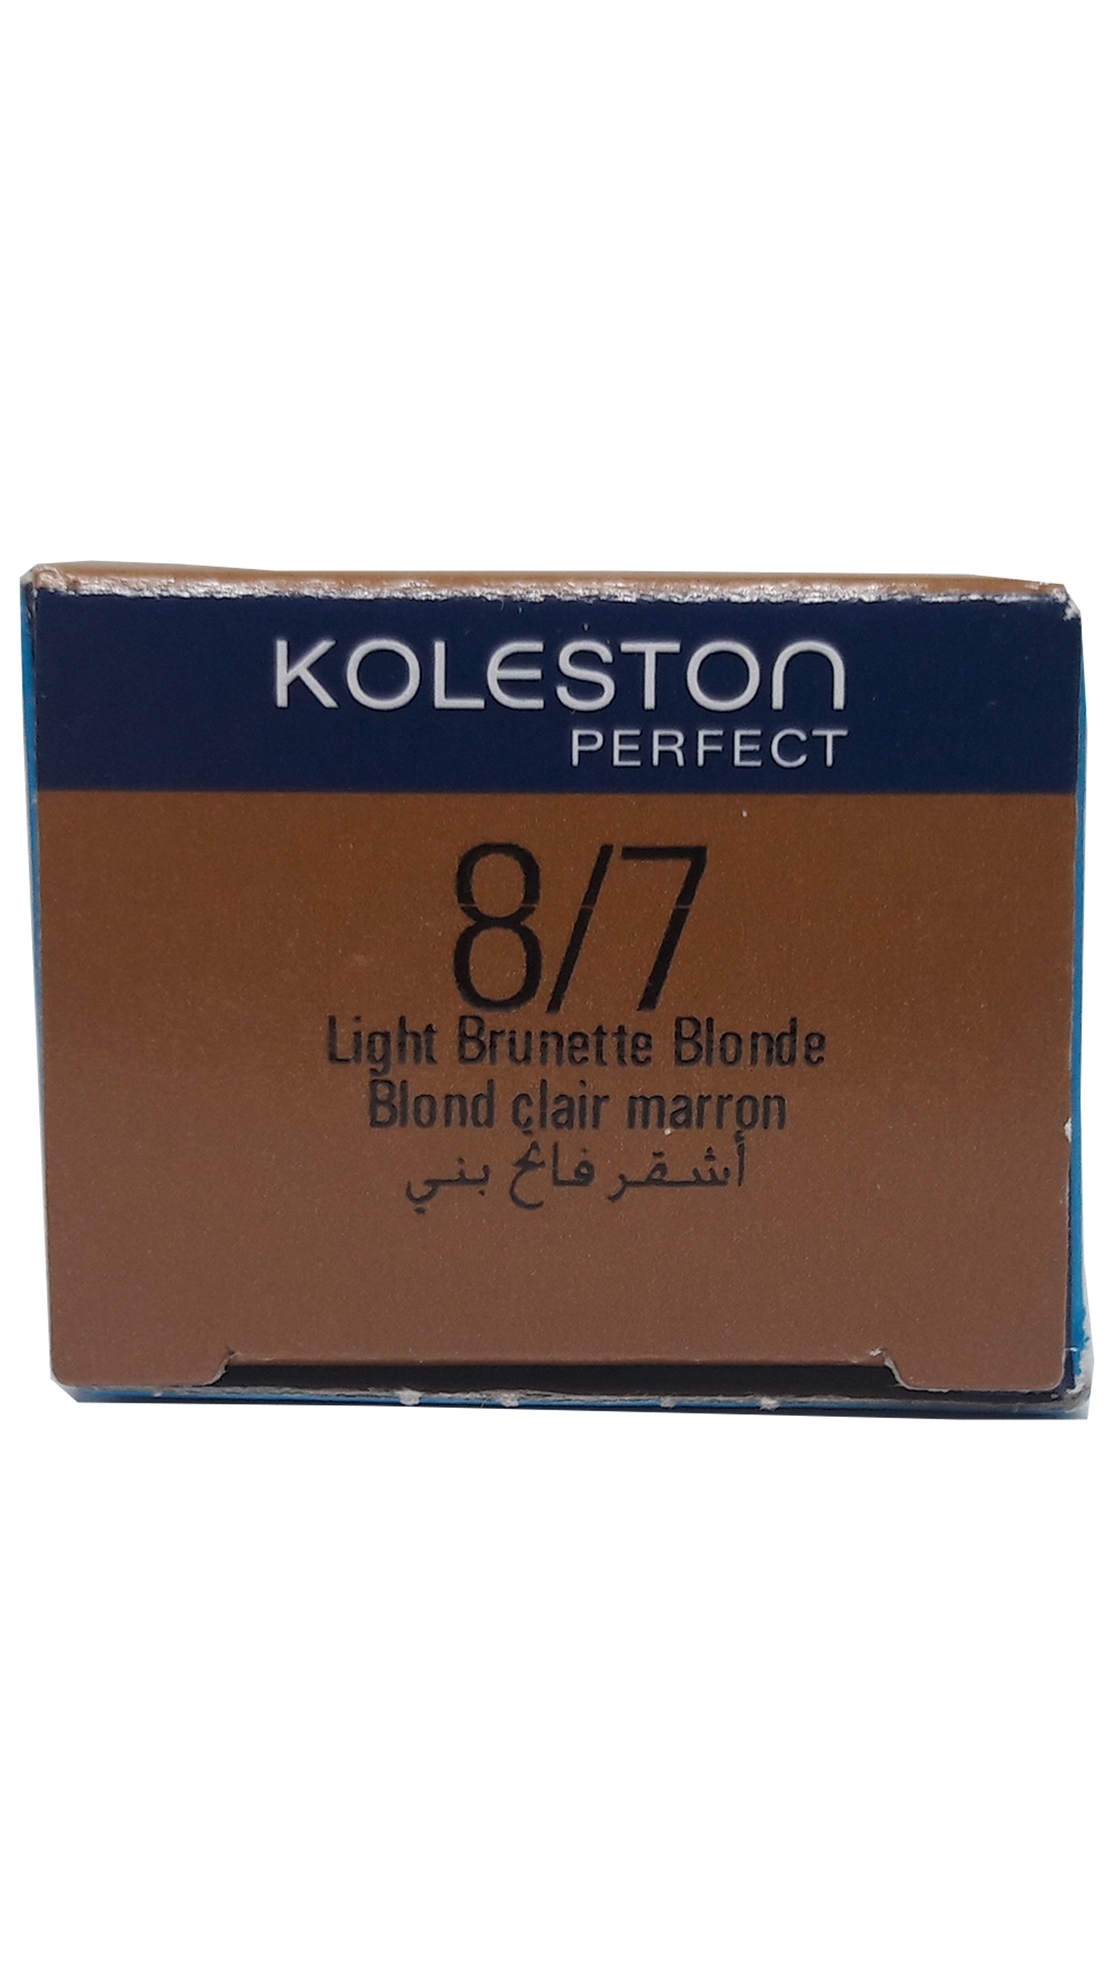 KOLESTON
PERFECT
8/7
Light Brunette Blonde
Blond clair marron
أشقر فاتح بني